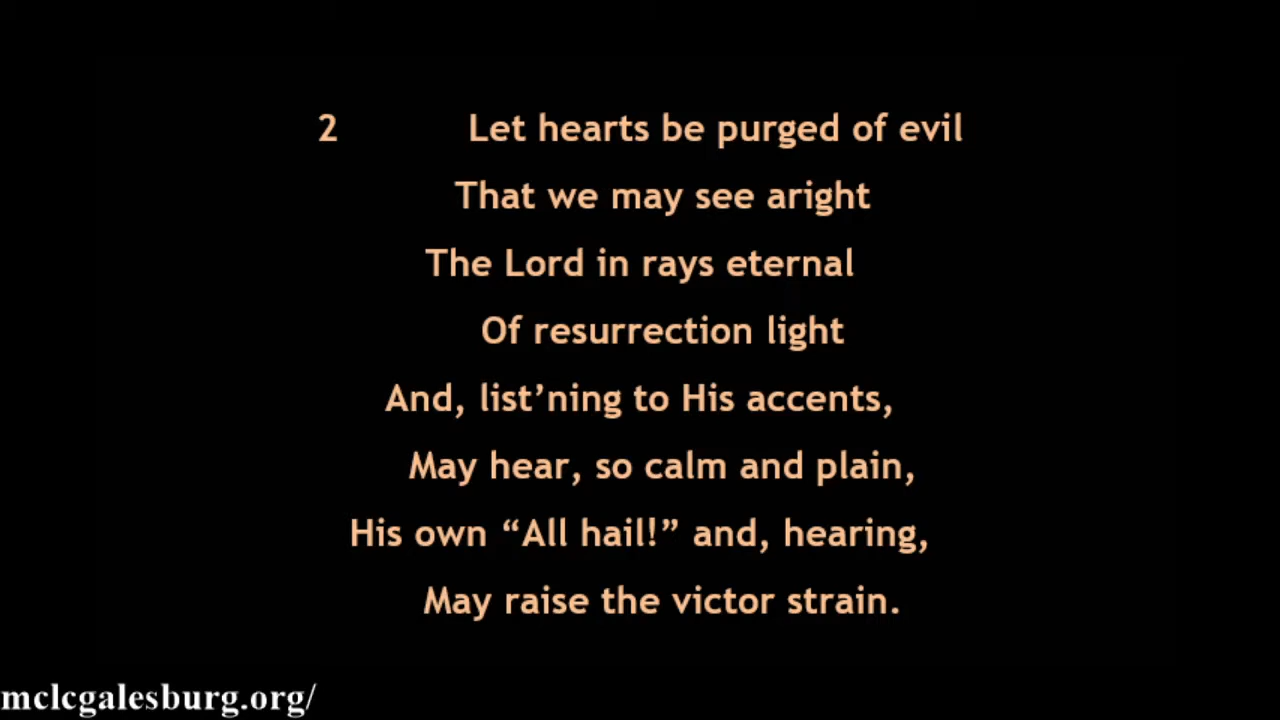 2 Let hearts be purged of evil
That we may see aright
The Lord in rays eternal
Of resurrection light
And, list’ning to His accents,
May hear, so calm and plain,
His own “All hail!” and, hearing,
May raise the victor strain.
mclcgalesburg.org/